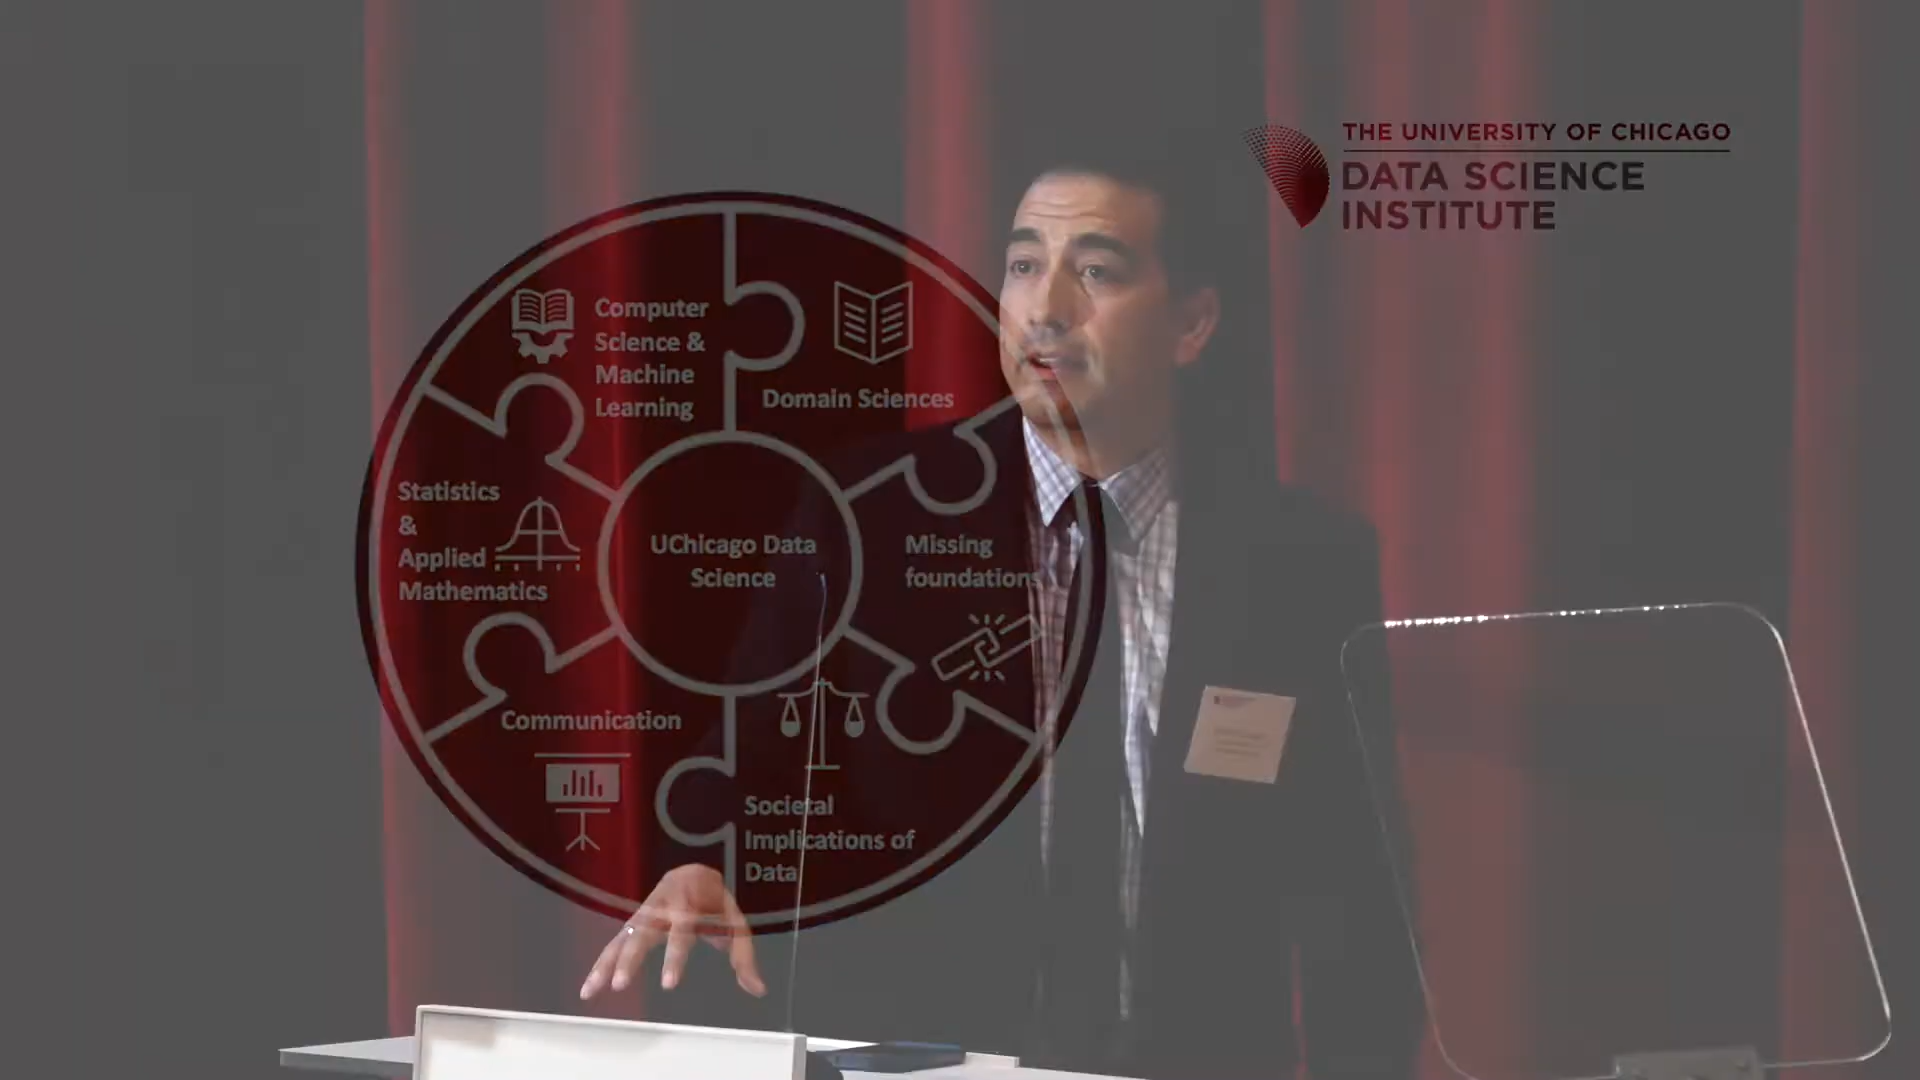 THE UNIVERSITY OF CHICAGO
DATA SCIENCE
INSTITUTE
Computer
Science &
Machine
Learning
Domain Sciences
Statistics
&
Applied
Mathematics
UChicago Data
Science
Missing
foundations
Communication
Societal
Implications of
Data